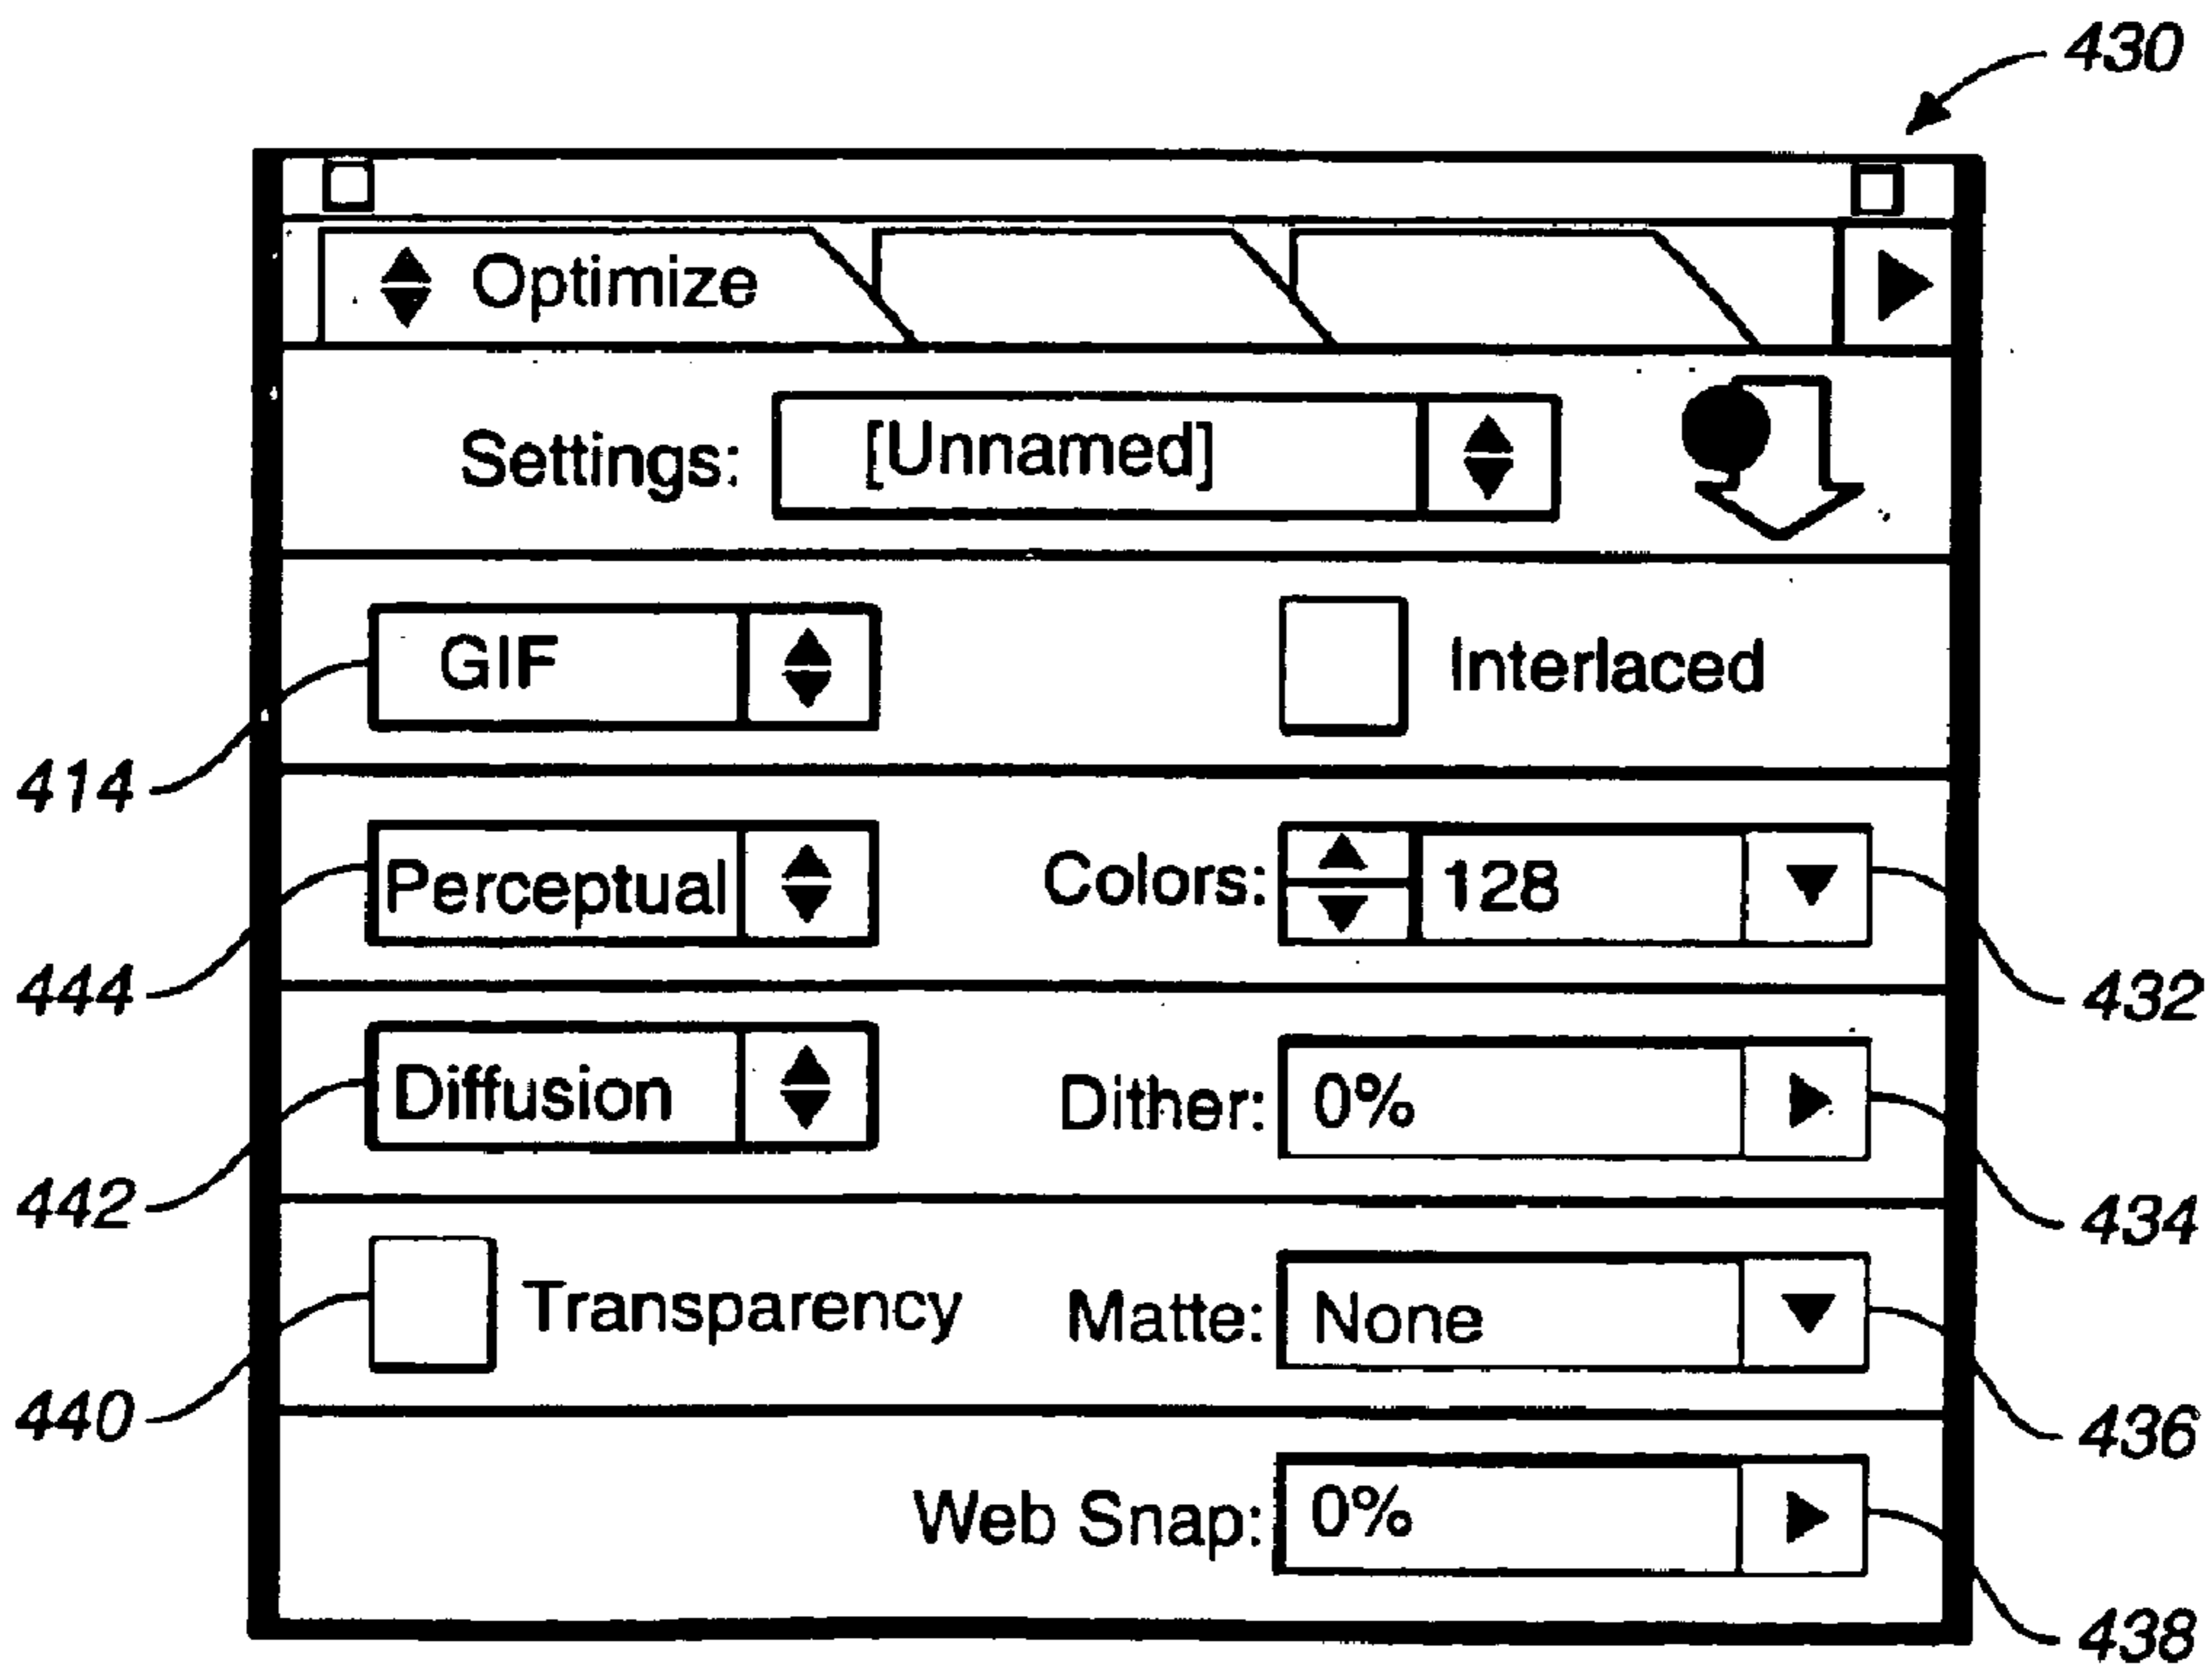 430
Optimize
Settings: [Unnamed]
GIF Interlaced
414
Perceptual Colors: 128
444 432
Diffusion Dither: 0%
442 434
Transparency Matte: None
440 436
Web Snap: 0%
438